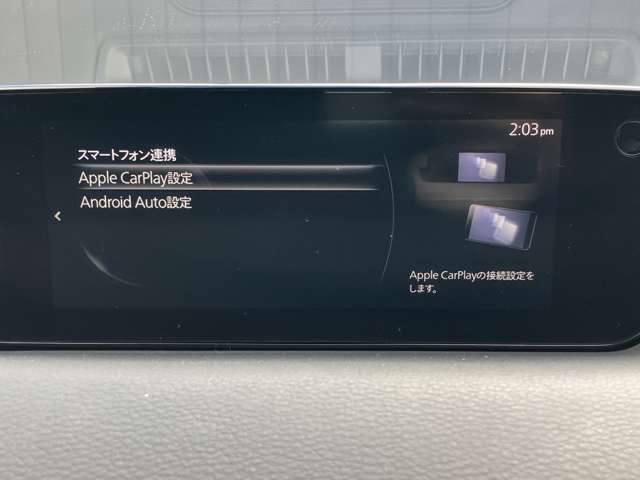 2:03pm
スマートフォン連携
Apple CarPlay設定
Android Auto設定
Apple CarPlayの接続設定を
します。